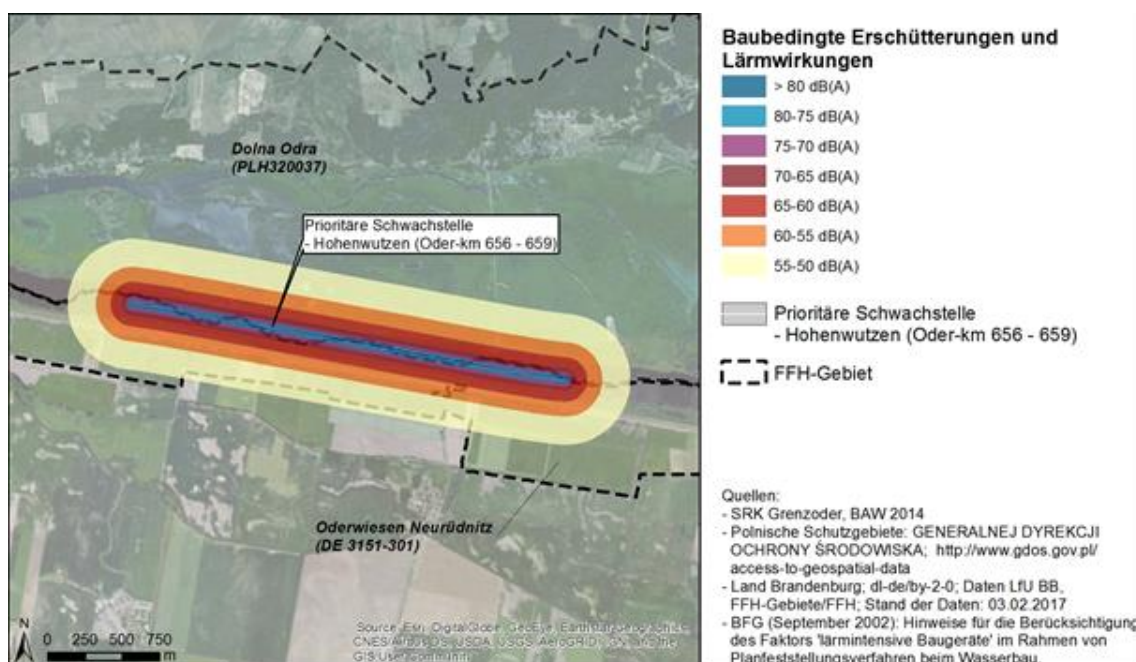 Dolna Odra
(PLH320037)
Prioritäre Schwachstelle
- Hohenwutzen (Oder-km 656 - 659)
Oderwiesen Neurüdnitz
(DE 3151-301)
N
0 250 500 750
m
Source: Esri, DigitalGlobe, GeoEye, Earthstar Geographics,
CNES/Airbus DS, USDA, USGS, AeroGRID, IGN, and the
GIS User Community
Baubedingte Erschütterungen und
Lärmwirkungen
> 80 dB(A)
80-75 dB(A)
75-70 dB(A)
70-65 dB(A)
65-60 dB(A)
60-55 dB(A)
55-50 dB(A)
Prioritäre Schwachstelle
- Hohenwutzen (Oder-km 656 - 659)
FFH-Gebiet
Quellen:
- SRK Grenzoder, BAW 2014
- Polnische Schutzgebiete: GENERALNEJ DYREKCJI
OCHRONY ŚRODOWISKA; http://www.gdos.gov.pl/
access-to-geospatial-data
- Land Brandenburg; dl-de/by-2-0; Daten LfU BB,
FFH-Gebiete/FFH; Stand der Daten: 03.02.2017
- BFG (September 2002): Hinweise für die Berücksichtigung
des Faktors 'lärmintensive Baugeräte' im Rahmen von
Planfeststellungsverfahren beim Wasserbau